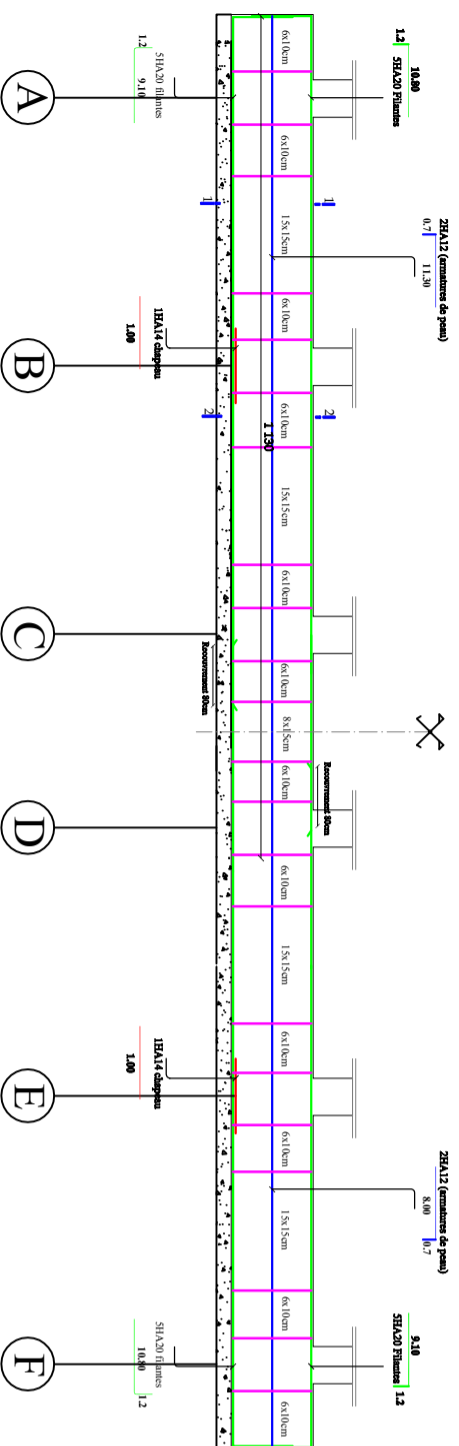 10.80
1.2 5HA20 Filantes
2HA12 (armatures de peau)
0.7 11.30
2HA12 (armatures de peau)
8.00 0.7
9.10
5HA20 Filantes 1.2
Recouvrement 80cm
1
2
6x10cm
6x10cm
15x15cm
6x10cm
6x10cm
15x15cm
6x10cm
6x10cm
8x15cm
6x10cm
6x10cm
15x15cm
6x10cm
6x10cm
15x15cm
6x10cm
6x10cm
1 130
1
2
Recouvrement 80cm
5HA20 filantes
1.2 9.10
1HA14 chapeau
1.00
1HA14 chapeau
1.00
5HA20 filantes
10.80 1.2
A
B
C
D
E
F